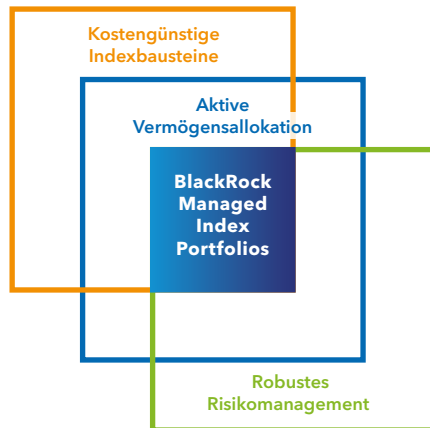 Kostengünstige
Indexbausteine
Aktive
Vermögensallokation
BlackRock
Managed
Index
Portfolios
Robustes
Risikomanagement